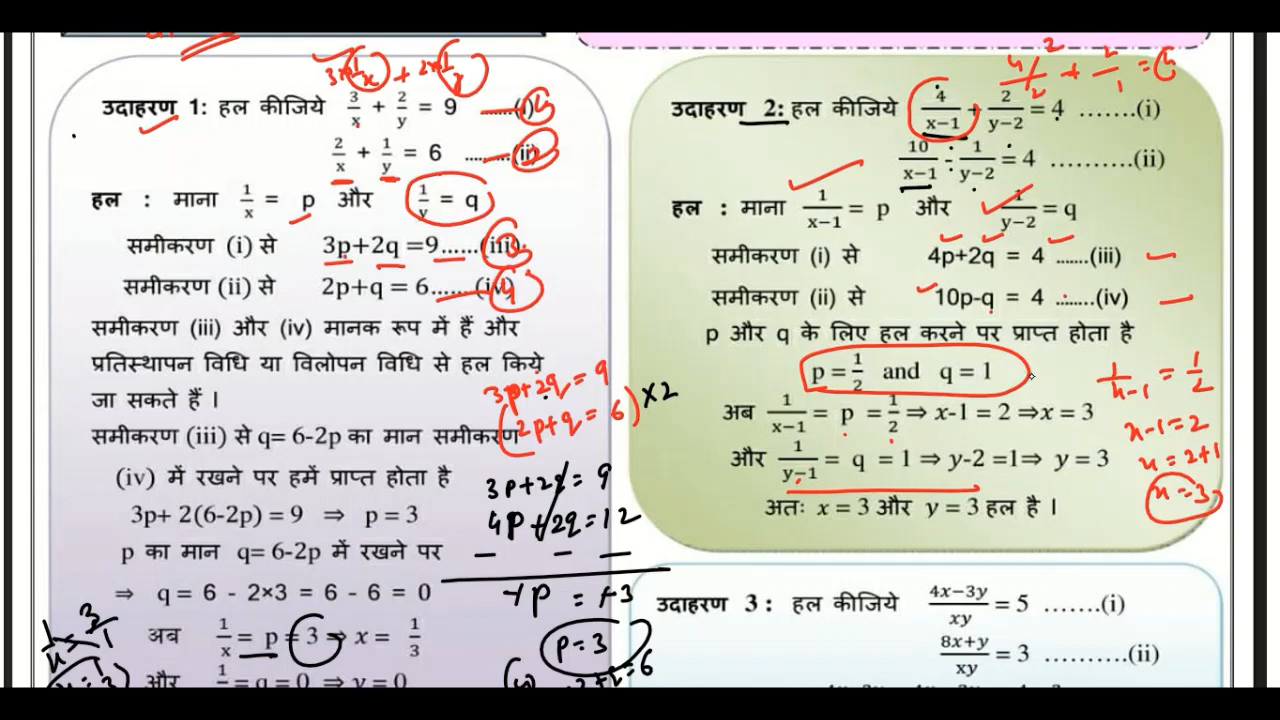 उदाहरण 1: हल कीजिये 3/x + 2/y = 9 .......(i)
2/x + 1/y = 6 .........(ii)
हल : माना 1/x = p और 1/y = q
समीकरण (i) से 3p+2q =9......(iii)
समीकरण (ii) से 2p+q = 6.......(iv)
समीकरण (iii) और (iv) मानक रूप में हैं और
प्रतिस्थापन विधि या विलोपन विधि से हल किये
जा सकते हैं ।
समीकरण (iii) से q= 6-2p का मान समीकरण
(iv) में रखने पर हमें प्राप्त होता है
3p+ 2(6-2p) = 9 ⇒ p = 3
p का मान q= 6-2p में रखने पर
⇒ q = 6 - 2×3 = 6 - 6 = 0
अब 1/x = p = 3 ⇒ x = 1/3
और 1/y = q = 0 ⇒ y = 0
3p+2q = 9
(2p+q = 6) ×2
3p+2q = 9
4p+2q = 12
- - -
-p = -3
p = 3
उदाहरण 2: हल कीजिये 4/(x-1) + 2/(y-2) = 4 .......(i)
10/(x-1) - 1/(y-2) = 4 ..........(ii)
हल : माना 1/(x-1) = p और 1/(y-2) = q
समीकरण (i) से 4p+2q = 4 .......(iii)
समीकरण (ii) से 10p-q = 4 .......(iv)
p और q के लिए हल करने पर प्राप्त होता है
p = 1/2 and q = 1
अब 1/(x-1) = p = 1/2 ⇒ x-1 = 2 ⇒x = 3
और 1/(y-1) = q = 1 ⇒ y-2 =1⇒ y = 3
अतः x = 3 और y = 3 हल है ।
1/(x-1) = 1/2
x-1 = 2
x = 2+1
x = 3
उदाहरण 3 : हल कीजिये (4x-3y)/xy = 5 .......(i)
(8x+y)/xy = 3 ..........(ii)